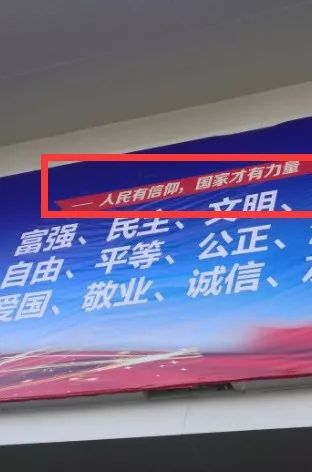 — 人民有信仰，国家才有力量
富强、民主、文明、
自由、平等、公正、
爱国、敬业、诚信、